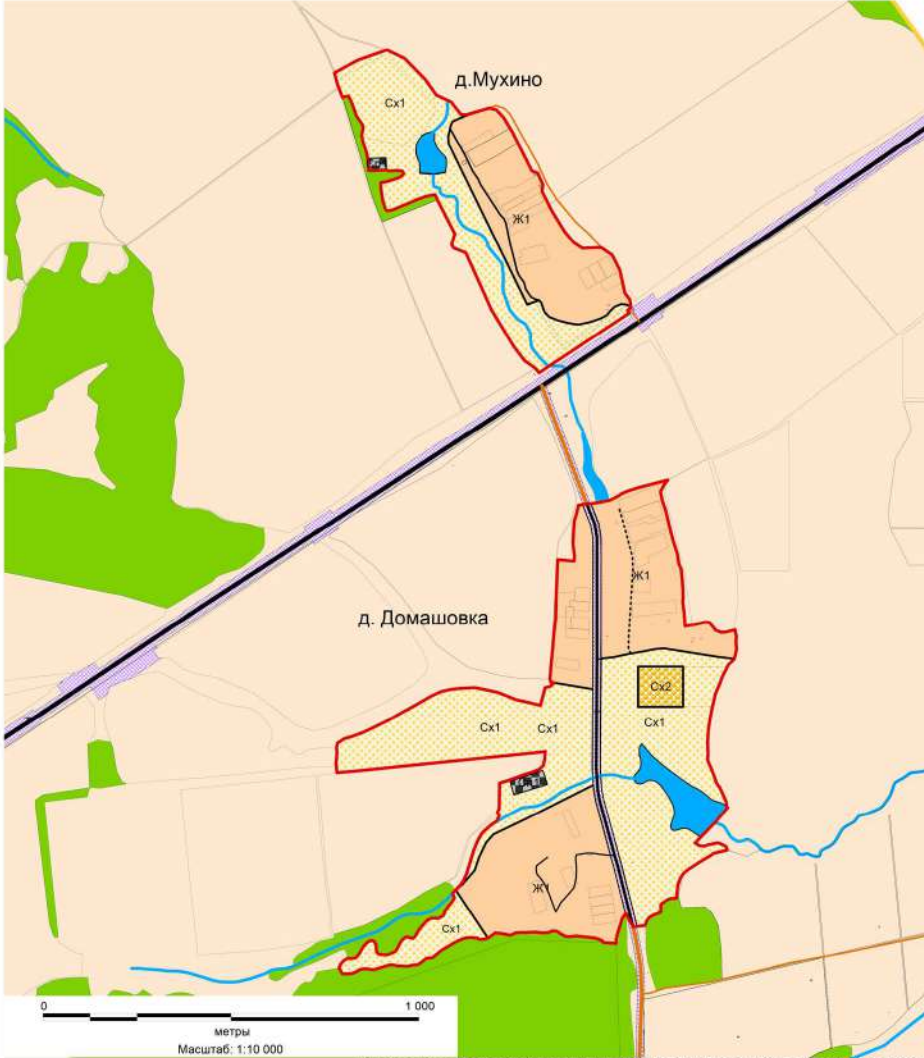 д.Мухино
Сх1
Ж1
Ж1
д. Домашовка
Сх2
Сх1
Сх1
Сх1
Ж1
Сх1
0 1 000
метры
Масштаб: 1:10 000